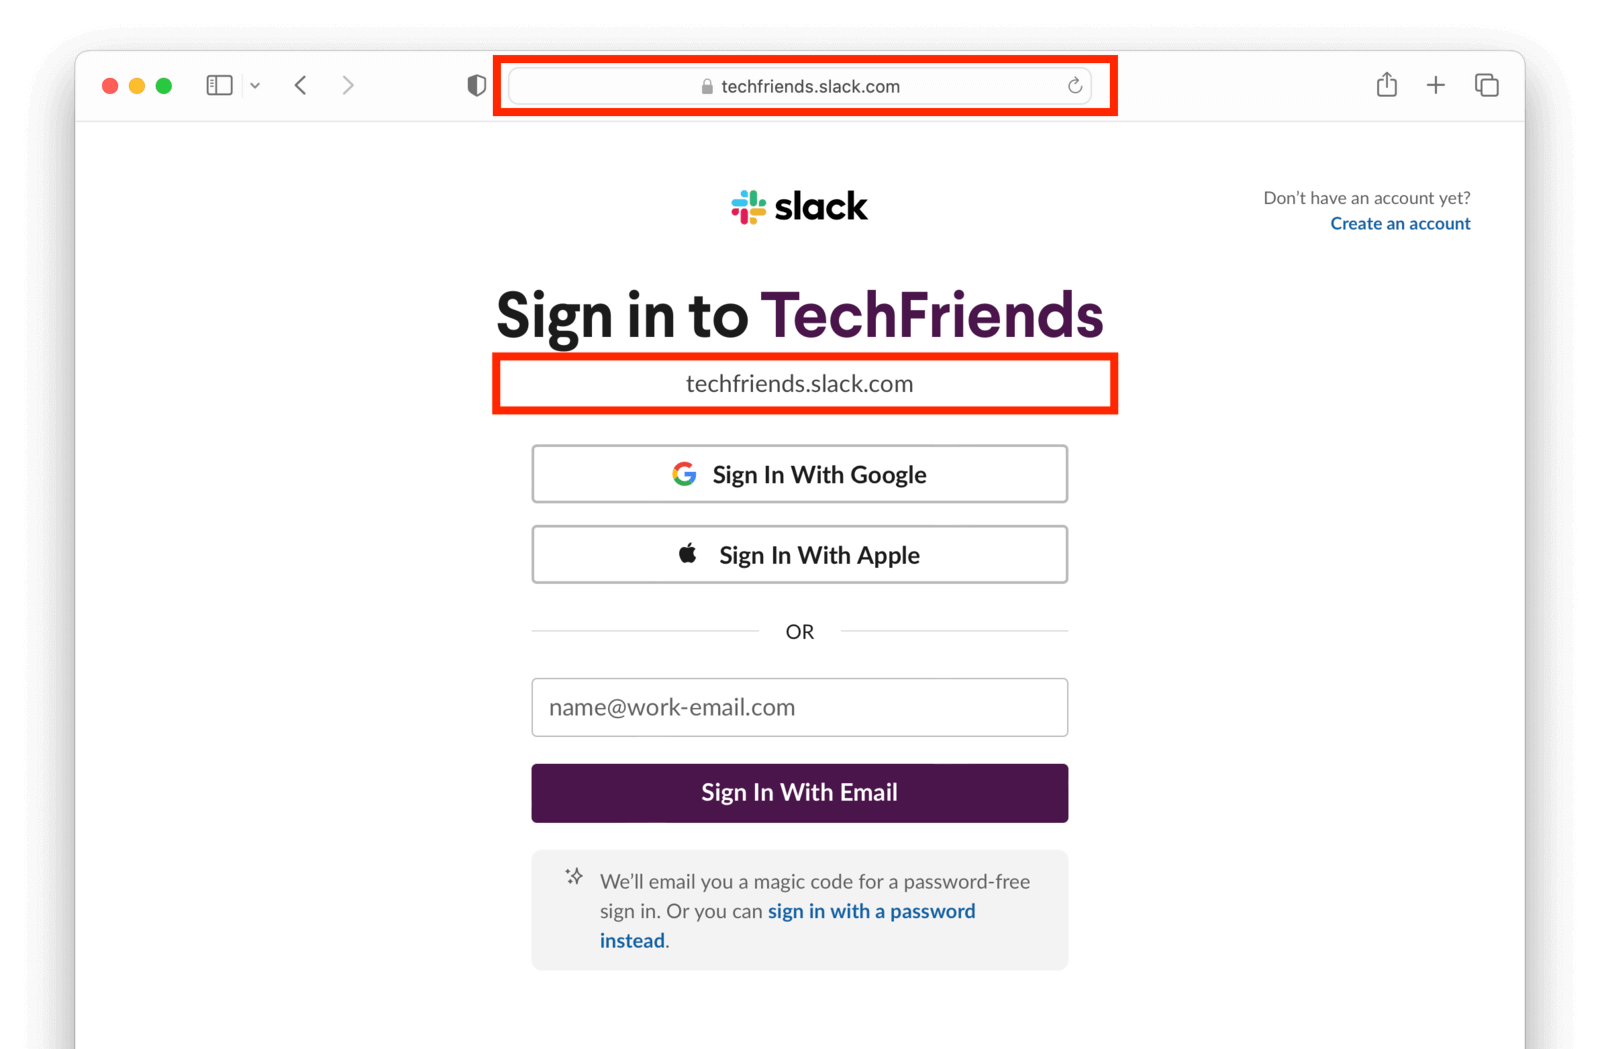 techfriends.slack.com
slack
Don’t have an account yet?
Create an account
Sign in to TechFriends
techfriends.slack.com
Sign In With Google
Sign In With Apple
OR
name@work-email.com
Sign In With Email
We’ll email you a magic code for a password-free
sign in. Or you can sign in with a password
instead.